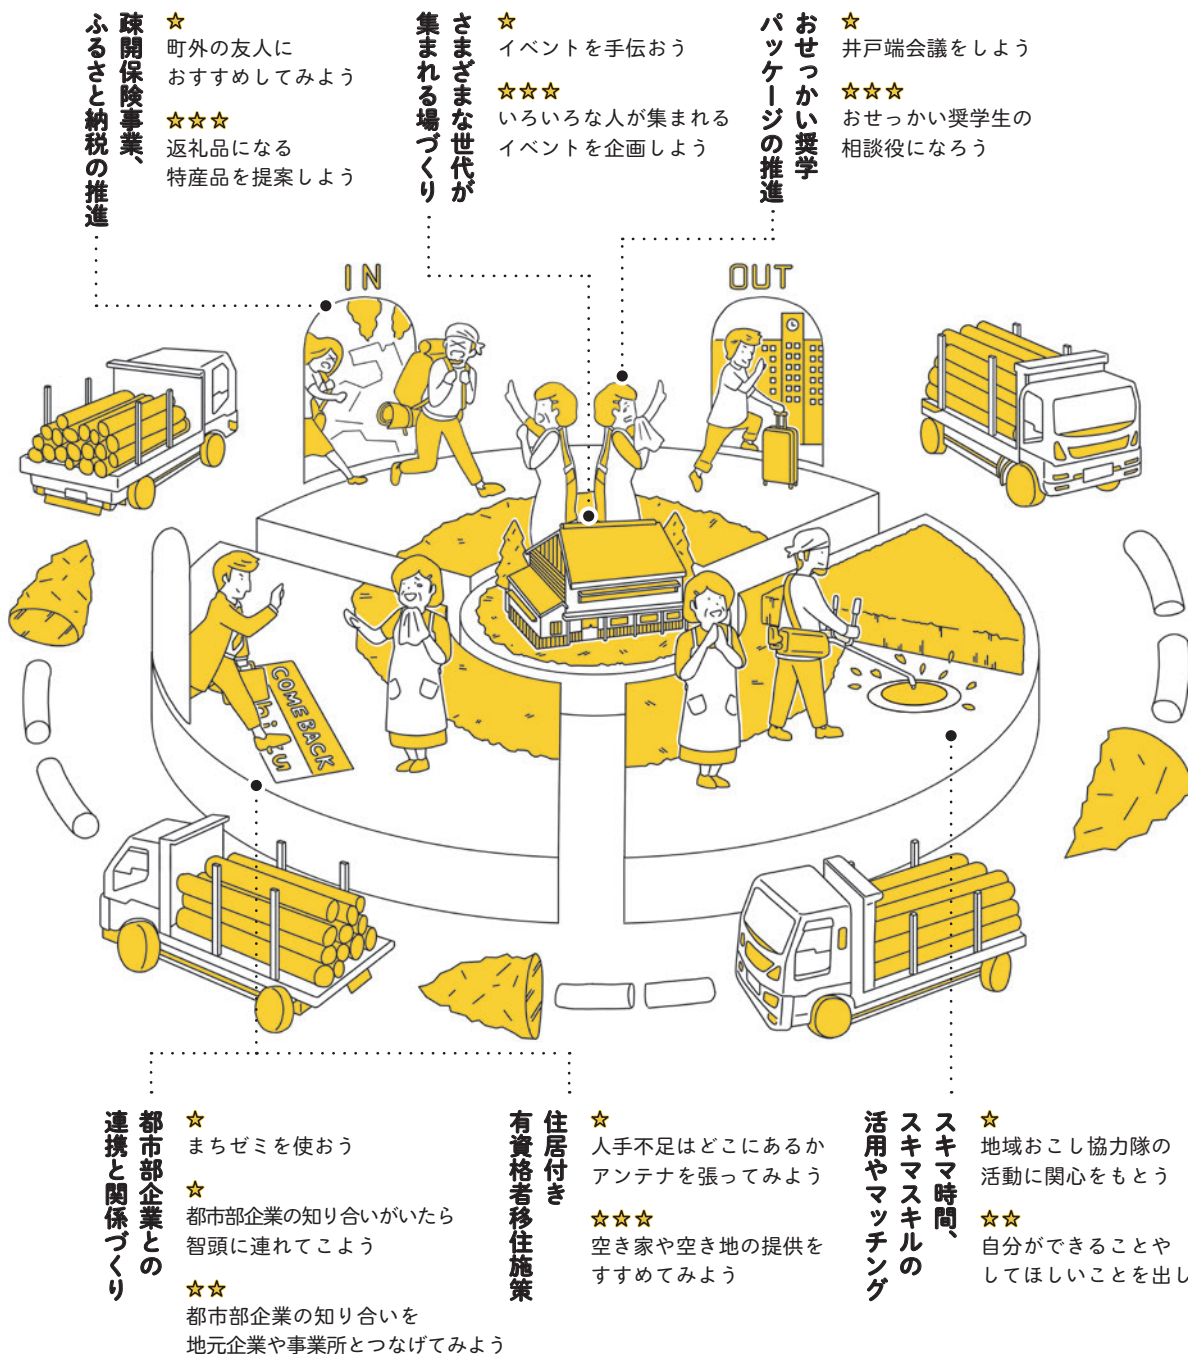 疎開保険事業、
ふるさと納税の推進
☆
町外の友人に
おすすめしてみよう
☆☆☆
返礼品になる
特産品を提案しよう
さまざまな世代が
集まれる場づくり
☆
イベントを手伝おう
☆☆☆
いろいろな人が集まれる
イベントを企画しよう
おせっかい奨学
パッケージの推進
☆
井戸端会議をしよう
☆☆☆
おせっかい奨学生の
相談役になろう
IN
OUT
COME BACK
都市部企業との
連携と関係づくり
☆
まちゼミを使おう
☆
都市部企業の知り合いがいたら
智頭に連れてこよう
☆☆
都市部企業の知り合いを
地元企業や事業所とつなげてみよう
住居付き
有資格者移住施策
☆
人手不足はどこにあるか
アンテナを張ってみよう
☆☆☆
空き家や空き地の提供を
すすめてみよう
スキマ時間、
スキマスキルの
活用やマッチング
☆
地域おこし協力隊の
活動に関心をもとう
☆☆
自分ができることや
してほしいことを出し